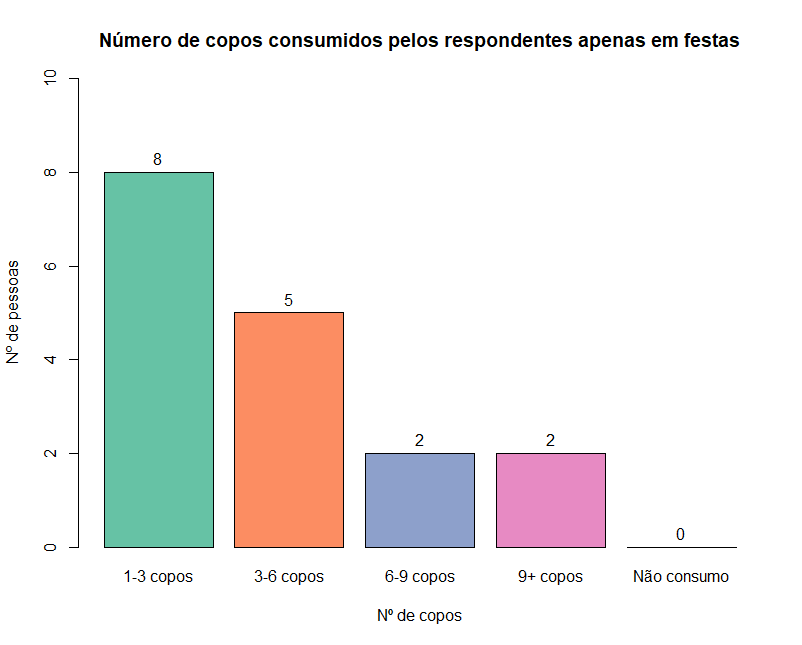 Número de copos consumidos pelos respondentes apenas em festas
10
8
6
4
2
0
Nº de pessoas
8
5
2
2
0
1-3 copos
3-6 copos
6-9 copos
9+ copos
Não consumo
Nº de copos